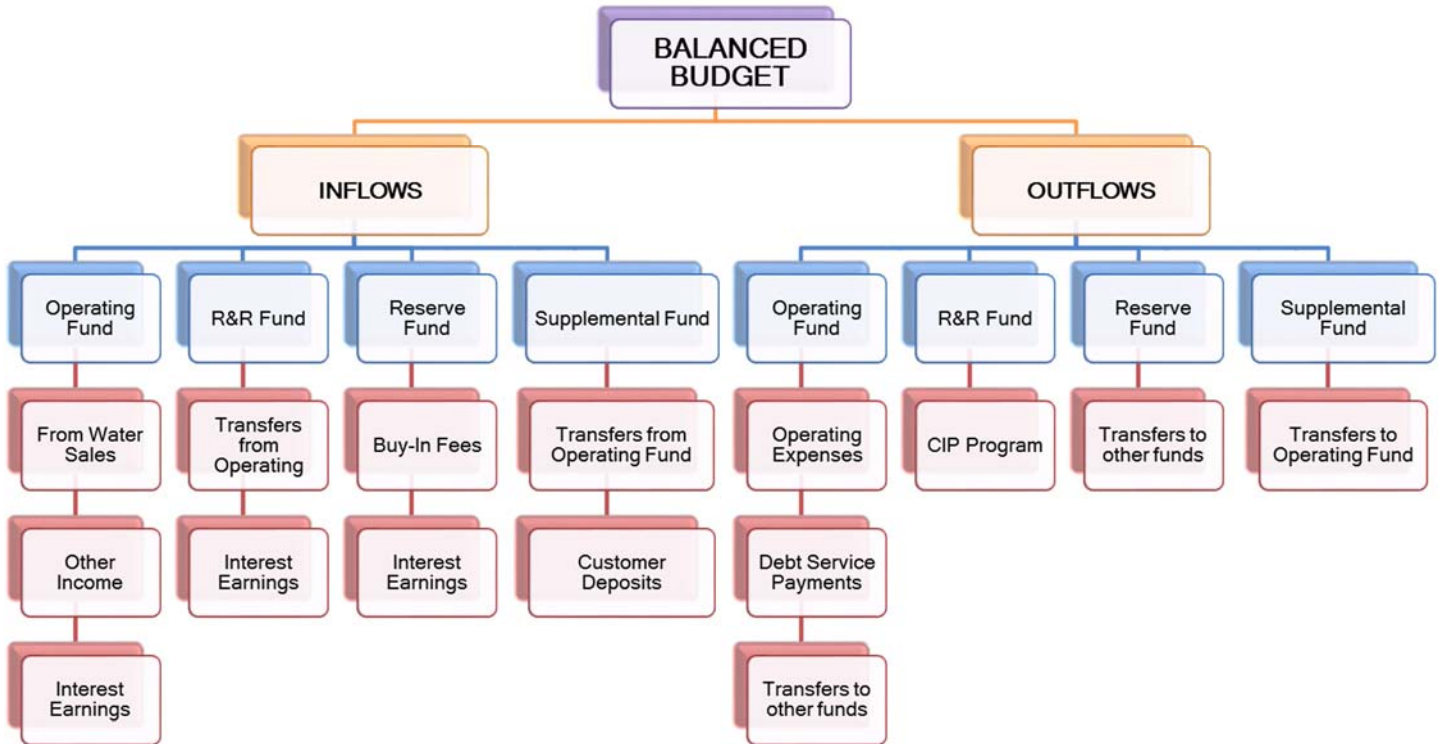 BALANCED
BUDGET
INFLOWS
OUTFLOWS
Operating
Fund
R&R Fund
Reserve
Fund
Supplemental Fund
Operating
Fund
R&R Fund
Reserve
Fund
Supplemental
Fund
From Water
Sales
Transfers
from
Operating
Buy-In Fees
Transfers from
Operating Fund
Operating
Expenses
CIP Program
Transfers to
other funds
Transfers to
Operating Fund
Other
Income
Interest
Earnings
Interest
Earnings
Customer
Deposits
Debt Service
Payments
Interest
Earnings
Transfers to
other funds